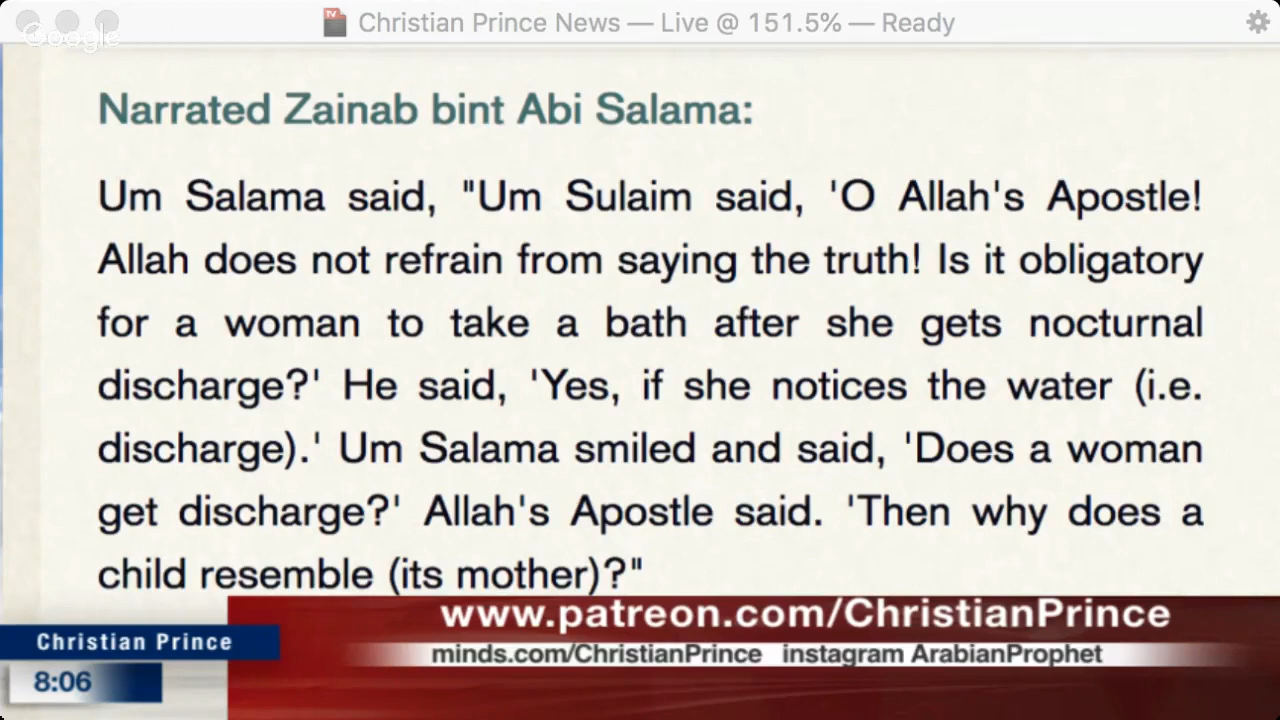 Christian Prince News — Live @ 151.5% — Ready
Google
Narrated Zainab bint Abi Salama:
Um Salama said, "Um Sulaim said, 'O Allah's Apostle!
Allah does not refrain from saying the truth! Is it obligatory
for a woman to take a bath after she gets nocturnal
discharge?' He said, 'Yes, if she notices the water (i.e.
discharge).' Um Salama smiled and said, 'Does a woman
get discharge?' Allah's Apostle said. 'Then why does a
child resemble (its mother)?"
www.patreon.com/ChristianPrince
Christian Prince
minds.com/ChristianPrince instagram ArabianProphet
8:06